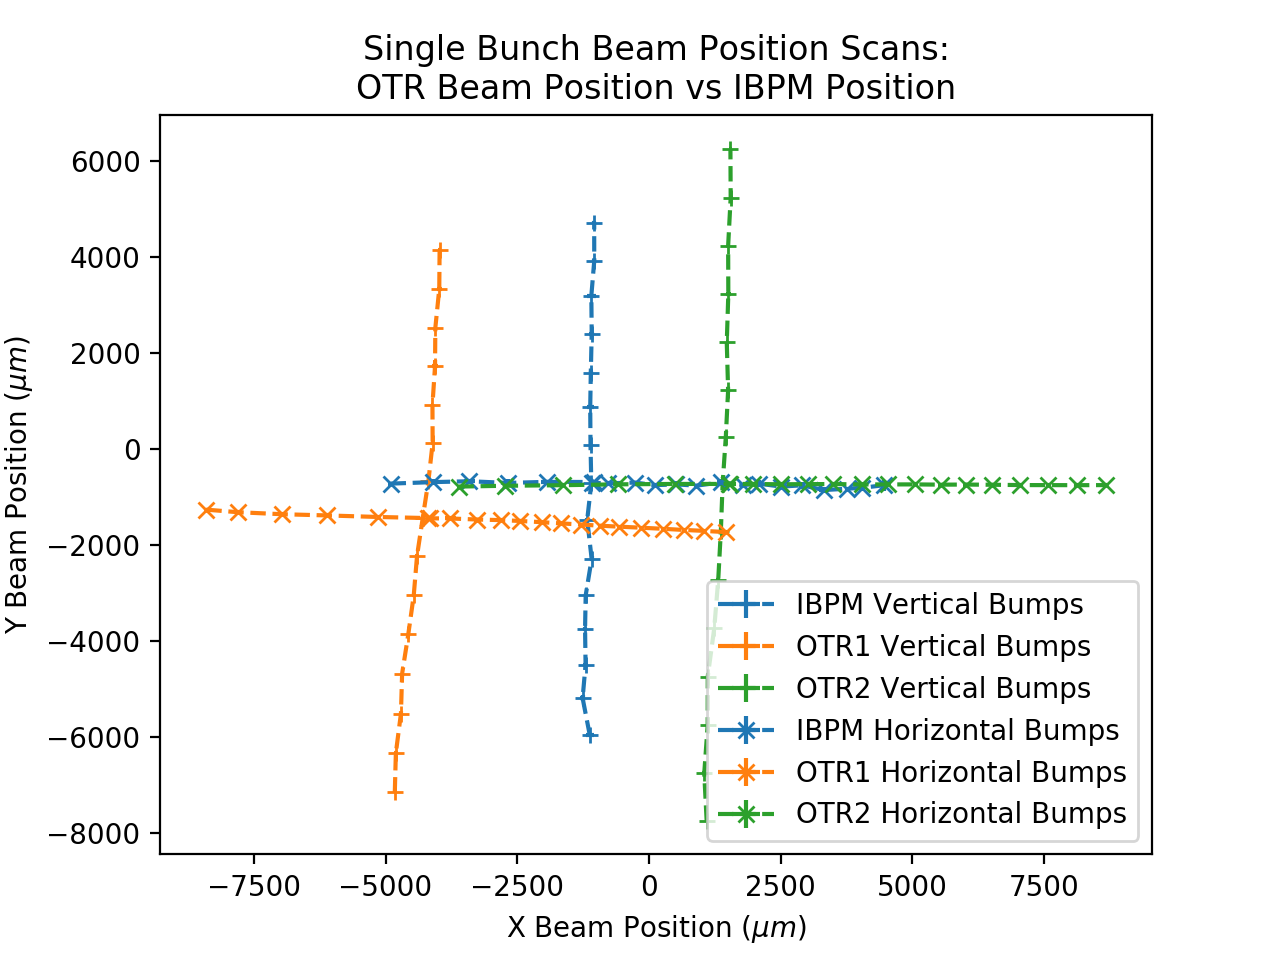 Single Bunch Beam Position Scans:
OTR Beam Position vs IBPM Position
Y Beam Position (μm)
6000
4000
2000
0
−2000
−4000
−6000
−8000
IBPM Vertical Bumps
OTR1 Vertical Bumps
OTR2 Vertical Bumps
IBPM Horizontal Bumps
OTR1 Horizontal Bumps
OTR2 Horizontal Bumps
−7500 −5000 −2500 0 2500 5000 7500
X Beam Position (μm)